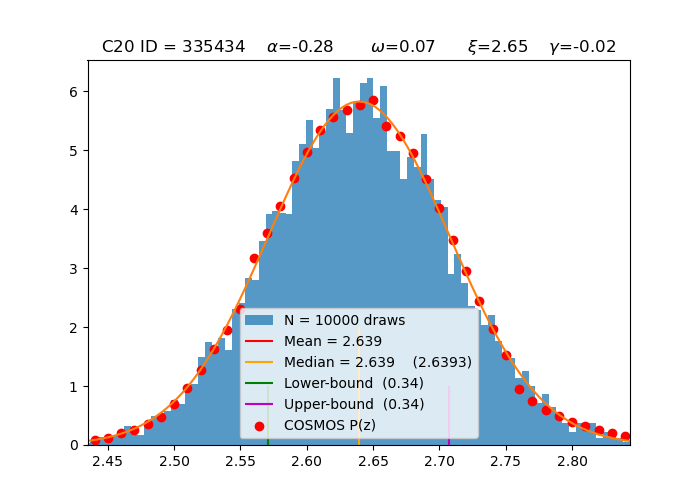 C20 ID = 335434 α=-0.28 ω=0.07 ξ=2.65 γ=-0.02
6
5
4
3
2
1
0
N = 10000 draws
Mean = 2.639
Median = 2.639 (2.6393)
Lower-bound (0.34)
Upper-bound (0.34)
COSMOS P(z)
2.45 2.50 2.55 2.60 2.65 2.70 2.75 2.80